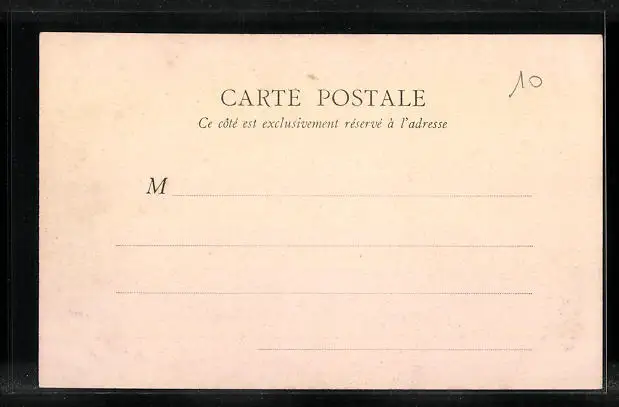 10
CARTE POSTALE
Ce côté est exclusivement réservé à l'adresse
M